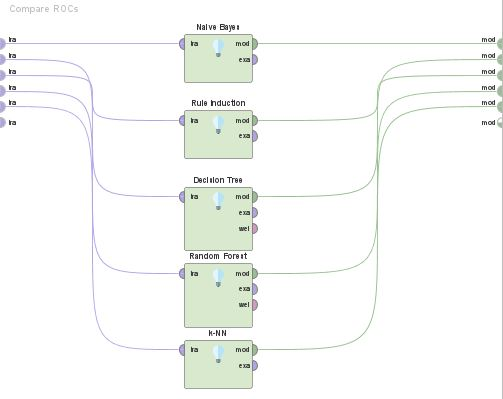 Compare ROCs
Naive Bayes
tra
tra
mod
mod
tra
exa
mod
tra
mod
tra
Rule Induction
mod
tra
tra
mod
mod
tra
exa
mod
Decision Tree
tra
mod
exa
wei
Random Forest
tra
mod
exa
wei
k-NN
tra
mod
exa